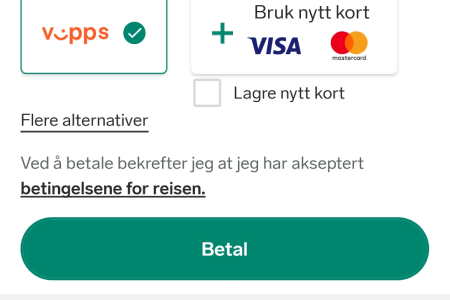 Bruk nytt kort
vipps
VISA
mastercard
Lagre nytt kort
Flere alternativer
Ved å betale bekrefter jeg at jeg har akseptert
betingelsene for reisen.
Betal